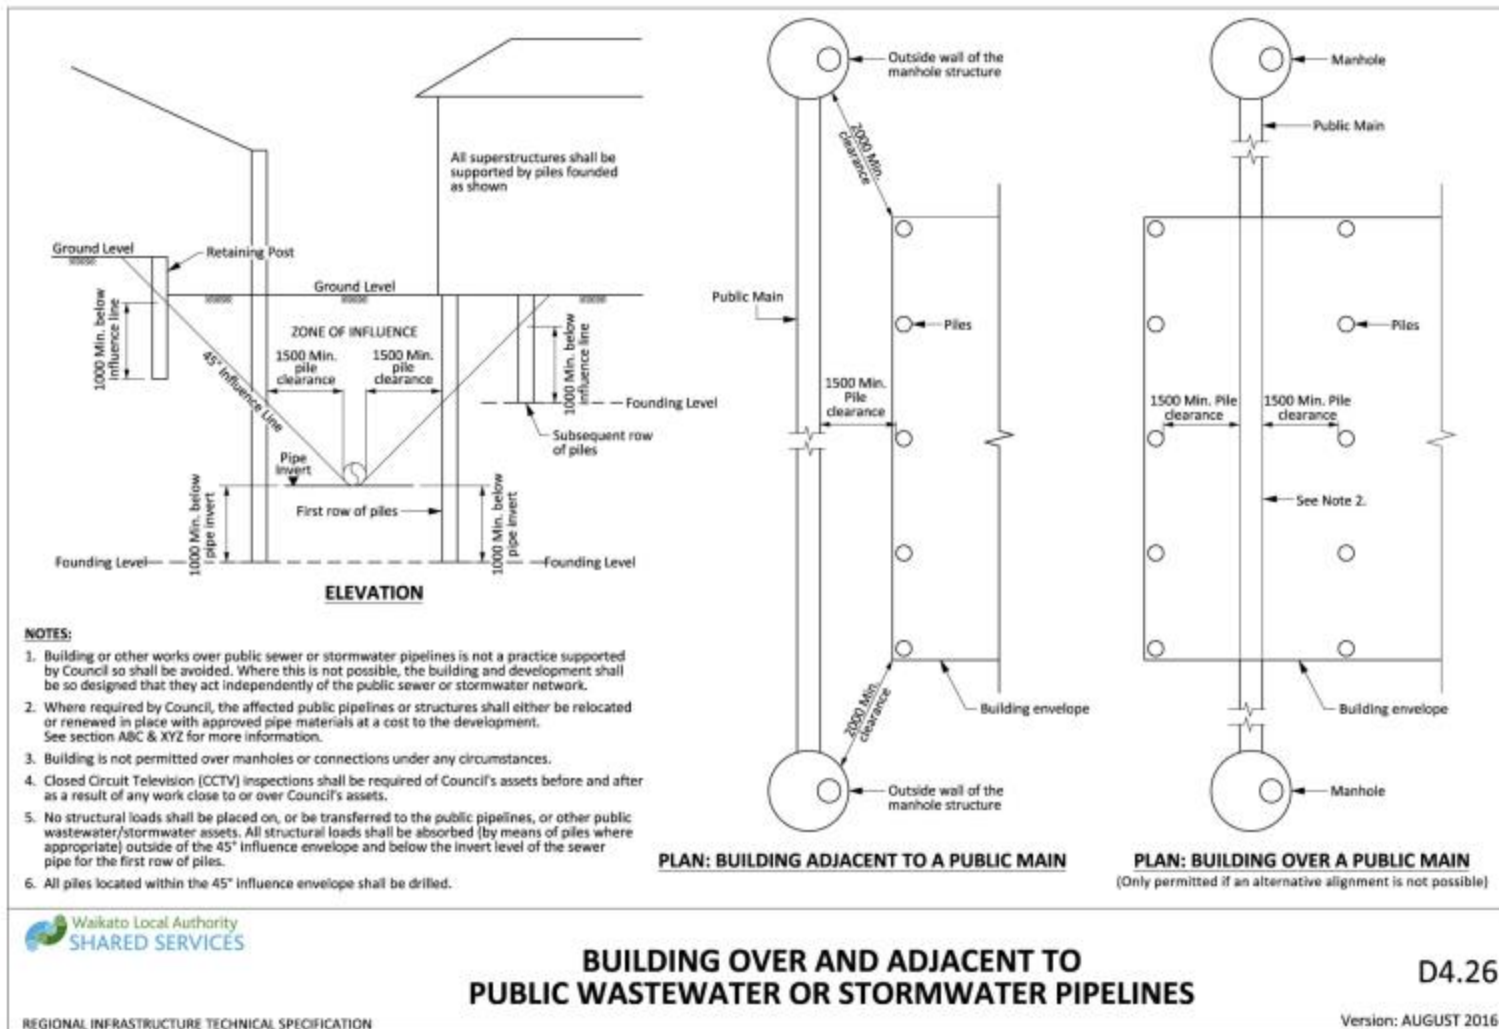 All superstructures shall be
supported by piles founded
as shown
Ground Level
Retaining Post
Ground Level
1000 Min. below
influence line
ZONE OF INFLUENCE
45° Influence Line
1500 Min.
pile
clearance
1500 Min.
pile
clearance
1000 Min. below
influence line
Founding Level
Subsequent row
of piles
Pipe
Invert
1000 Min. below
pipe invert
First row of piles
1000 Min. below
pipe invert
Founding Level
Founding Level
ELEVATION
Outside wall of the
manhole structure
2000 Min.
clearance
Public Main
Piles
1500 Min.
Pile
clearance
Building envelope
2000 Min.
clearance
Outside wall of the
manhole structure
PLAN: BUILDING ADJACENT TO A PUBLIC MAIN
Manhole
Public Main
Piles
1500 Min. Pile
clearance
1500 Min. Pile
clearance
See Note 2.
Building envelope
Manhole
PLAN: BUILDING OVER A PUBLIC MAIN
(Only permitted if an alternative alignment is not possible)
NOTES:
1. Building or other works over public sewer or stormwater pipelines is not a practice supported
by Council so shall be avoided. Where this is not possible, the building and development shall
be so designed that they act independently of the public sewer or stormwater network.
2. Where required by Council, the affected public pipelines or structures shall either be relocated
or renewed in place with approved pipe materials at a cost to the development.
See section ABC & XYZ for more information.
3. Building is not permitted over manholes or connections under any circumstances.
4. Closed Circuit Television (CCTV) inspections shall be required of Council's assets before and after
as a result of any work close to or over Council's assets.
5. No structural loads shall be placed on, or be transferred to the public pipelines, or other public
wastewater/stormwater assets. All structural loads shall be absorbed (by means of piles where
appropriate) outside of the 45° influence envelope and below the invert level of the sewer
pipe for the first row of piles.
6. All piles located within the 45° influence envelope shall be drilled.
Waikato Local Authority
SHARED SERVICES
REGIONAL INFRASTRUCTURE TECHNICAL SPECIFICATION
BUILDING OVER AND ADJACENT TO
PUBLIC WASTEWATER OR STORMWATER PIPELINES
D4.26
Version: AUGUST 2016